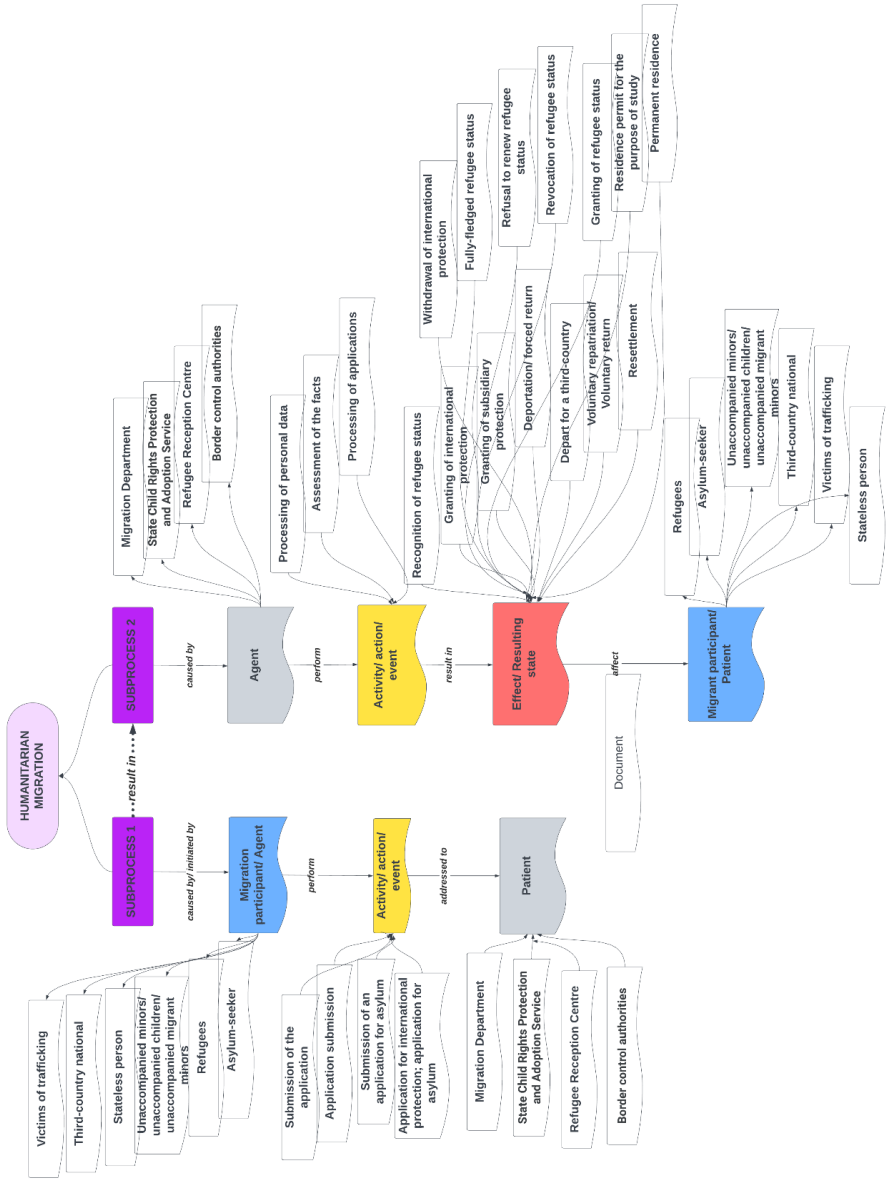 HUMANITARIAN
MIGRATION
SUBPROCESS 1
result in
SUBPROCESS 2
caused by/ initiated by
Migration
participant/ Agent
perform
Activity/ action/
event
addressed to
Patient
Victims of trafficking
Third-country national
Stateless person
Unaccompanied minors/
unaccompanied children/
unaccompanied migrant
minors
Refugees
Asylum-seeker
Submission of the
application
Application submission
Submission of an
application for asylum
Application for international
protection; application for
asylum
Migration Department
State Child Rights Protection
and Adoption Service
Refugee Reception Centre
Border control authorities
caused by
Agent
perform
Activity/ action/
event
result in
Effect/ Resulting
state
affect
Migrant participant/
Patient
Document
Migration Department
State Child Rights Protection
and Adoption Service
Refugee Reception Centre
Border control authorities
Processing of personal data
Assessment of the facts
Processing of applications
Recognition of refugee status
Granting of international
protection
Granting of subsidiary
protection
Deportation/ forced return
Depart for a third-country
Voluntary repatriation/
Voluntary return
Resettlement
Withdrawal of international
protection
Fully-fledged refugee status
Refusal to renew refugee
status
Revocation of refugee status
Granting of refugee status
Residence permit for the
purpose of study
Permanent residence
Refugees
Asylum-seeker
Unaccompanied minors/
unaccompanied children/
unaccompanied migrant
minors
Third-country national
Victims of trafficking
Stateless person